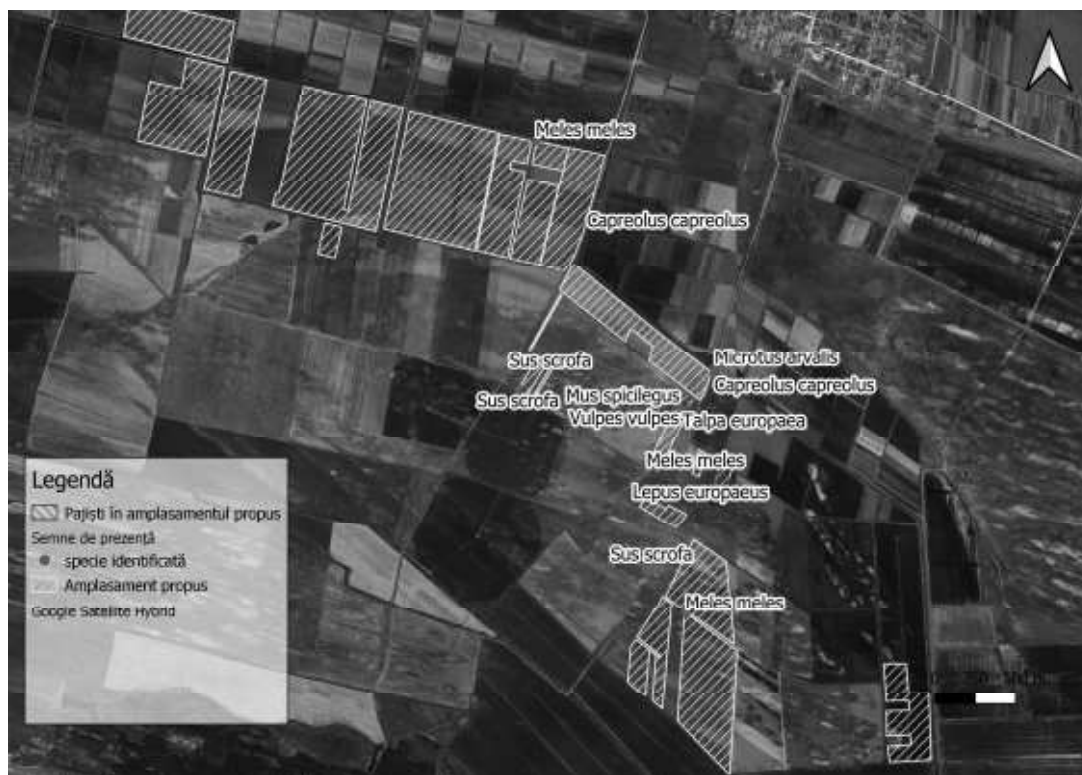 Meles meles
Capreolus capreolus
Sus scrofa
Microtus arvalis
Capreolus capreolus
Sus scrofa
Mus spicilegus
Vulpes vulpes
Talpa europaea
Meles meles
Lepus europaeus
Sus scrofa
Meles meles
Legendă
Pajiști în amplasamentul propus
Semne de prezență
specie identificată
Amplasament propus
Google Satellite Hybrid